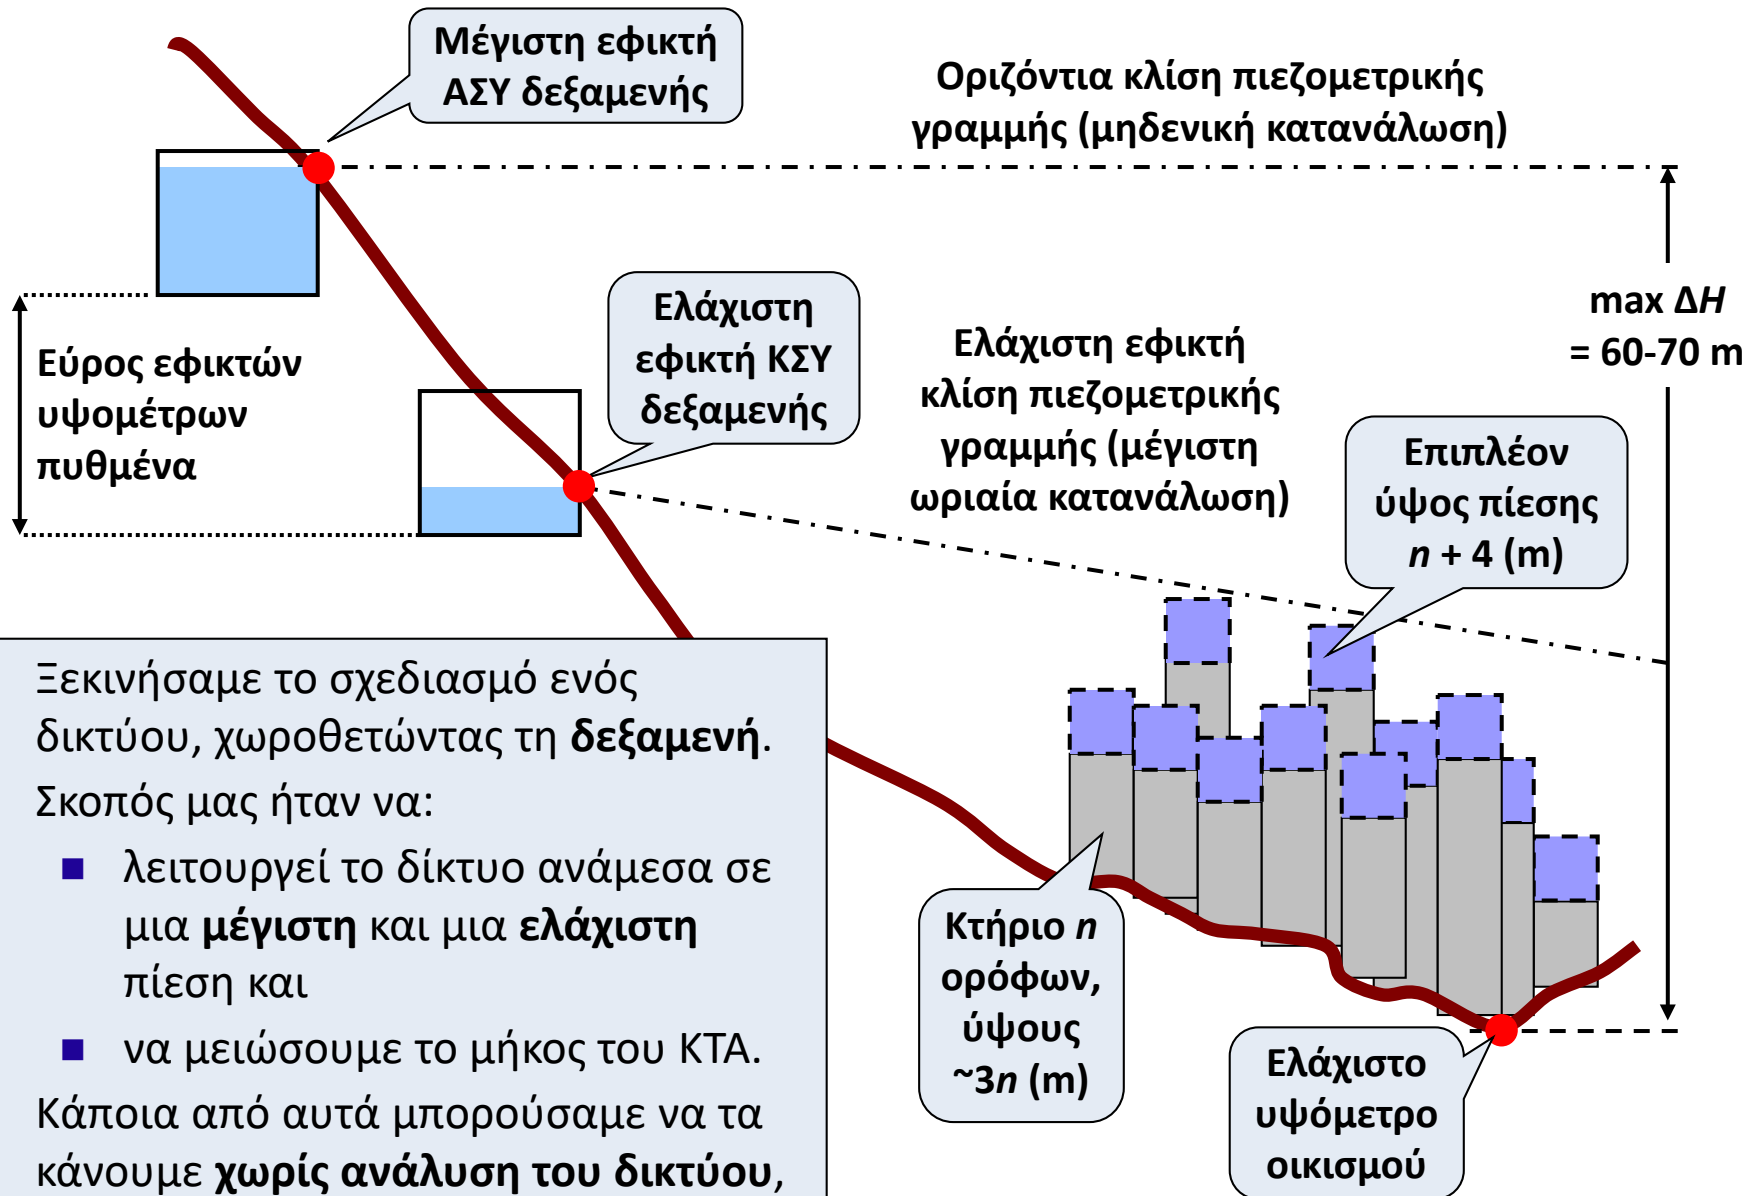 Μέγιστη εφικτή
ΑΣΥ δεξαμενής
Οριζόντια κλίση πιεζομετρικής
γραμμής (μηδενική κατανάλωση)
max ΔH
= 60-70 m
Εύρος εφικτών
υψομέτρων
πυθμένα
Ελάχιστη
εφικτή ΚΣΥ
δεξαμενής
Ελάχιστη εφικτή
κλίση πιεζομετρικής
γραμμής (μέγιστη
ωριαία κατανάλωση)
Επιπλέον
ύψος πίεσης
n + 4 (m)
Ξεκινήσαμε το σχεδιασμό ενός
δικτύου, χωροθετώντας τη δεξαμενή.
Σκοπός μας ήταν να:
■ λειτουργεί το δίκτυο ανάμεσα σε
μια μέγιστη και μια ελάχιστη
πίεση και
■ να μειώσουμε το μήκος του ΚΤΑ.
Κάποια από αυτά μπορούσαμε να τα
κάνουμε χωρίς ανάλυση του δικτύου,
Κτήριο n
ορόφων,
ύψους
~3n (m)
Ελάχιστο
υψόμετρο
οικισμού